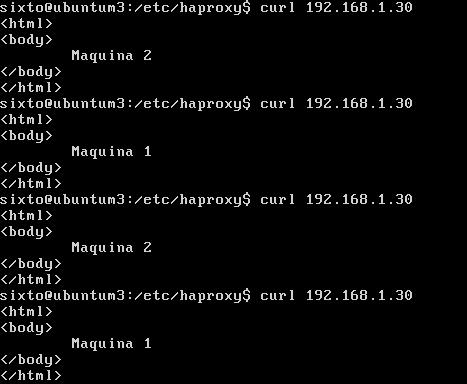 sixto@ubuntum3:/etc/haproxy$ curl 192.168.1.30
<html>
<body>
        Maquina 2
</body>
</html>
sixto@ubuntum3:/etc/haproxy$ curl 192.168.1.30
<html>
<body>
        Maquina 1
</body>
</html>
sixto@ubuntum3:/etc/haproxy$ curl 192.168.1.30
<html>
<body>
        Maquina 2
</body>
</html>
sixto@ubuntum3:/etc/haproxy$ curl 192.168.1.30
<html>
<body>
        Maquina 1
</body>
</html>